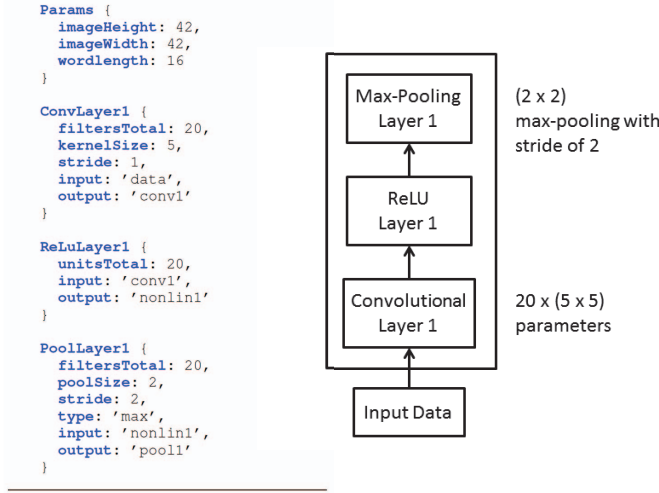 Params {
imageHeight: 42,
imageWidth: 42,
wordlength: 16
}
ConvLayer1 {
filtersTotal: 20,
kernelSize: 5,
stride: 1,
input: ’data’,
output: ’conv1’
}
ReLuLayer1 {
unitsTotal: 20,
input: ’conv1’,
output: ’nonlin1’
}
PoolLayer1 {
filtersTotal: 20,
poolSize: 2,
stride: 2,
type: ’max’,
input: ’nonlin1’,
output: ’pool1’
}
Max-Pooling
Layer 1
(2 x 2)
max-pooling with
stride of 2
ReLU
Layer 1
Convolutional
Layer 1
20 x (5 x 5)
parameters
Input Data